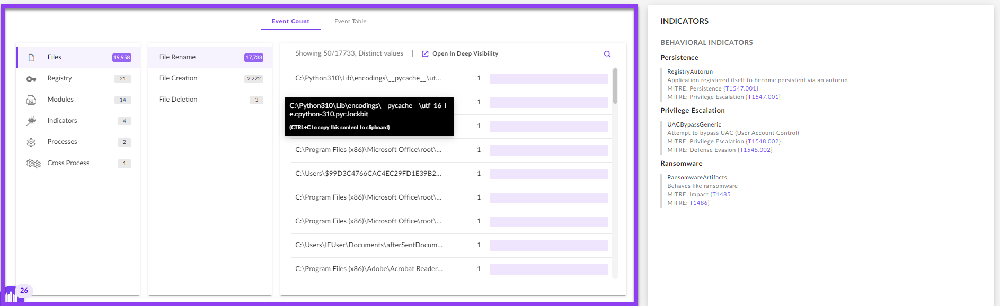 Event Count
Event Table
Files 19,958
Registry 21
Modules 14
DLL
Indicators 4
Processes 2
Cross Process 1
File Rename 17,733
File Creation 2,222
File Deletion 3
Showing 50/17733, Distinct values | Open In Deep Visibility
C:\Python310\Lib\encodings\__pycache__\ut... 1
1
C:\Python310\Lib\encodings\__pycache__\utf_16_l
e.cpython-310.pyc.lockbit
(CTRL+C to copy this content to clipboard)
1
C:\Program Files (x86)\Microsoft Office\root\... 1
C:\Users\$99D3C4766CAC4EC29FD1E39B2... 1
C:\Program Files (x86)\Microsoft Office\root\... 1
C:\Program Files (x86)\Microsoft Office\root\... 1
C:\Users\IEUser\Documents\afterSentDocum... 1
C:\Program Files (x86)\Adobe\Acrobat Reader... 1
26
INDICATORS
BEHAVIORAL INDICATORS
Persistence
RegistryAutorun
Application registered itself to become persistent via an autorun
MITRE: Persistence {T1547.001}
MITRE: Privilege Escalation {T1547.001}
Privilege Escalation
UACBypassGeneric
Attempt to bypass UAC (User Account Control)
MITRE: Privilege Escalation {T1548.002}
MITRE: Defense Evasion {T1548.002}
Ransomware
RansomwareArtifacts
Behaves like ransomware
MITRE: Impact {T1485
MITRE: T1486}